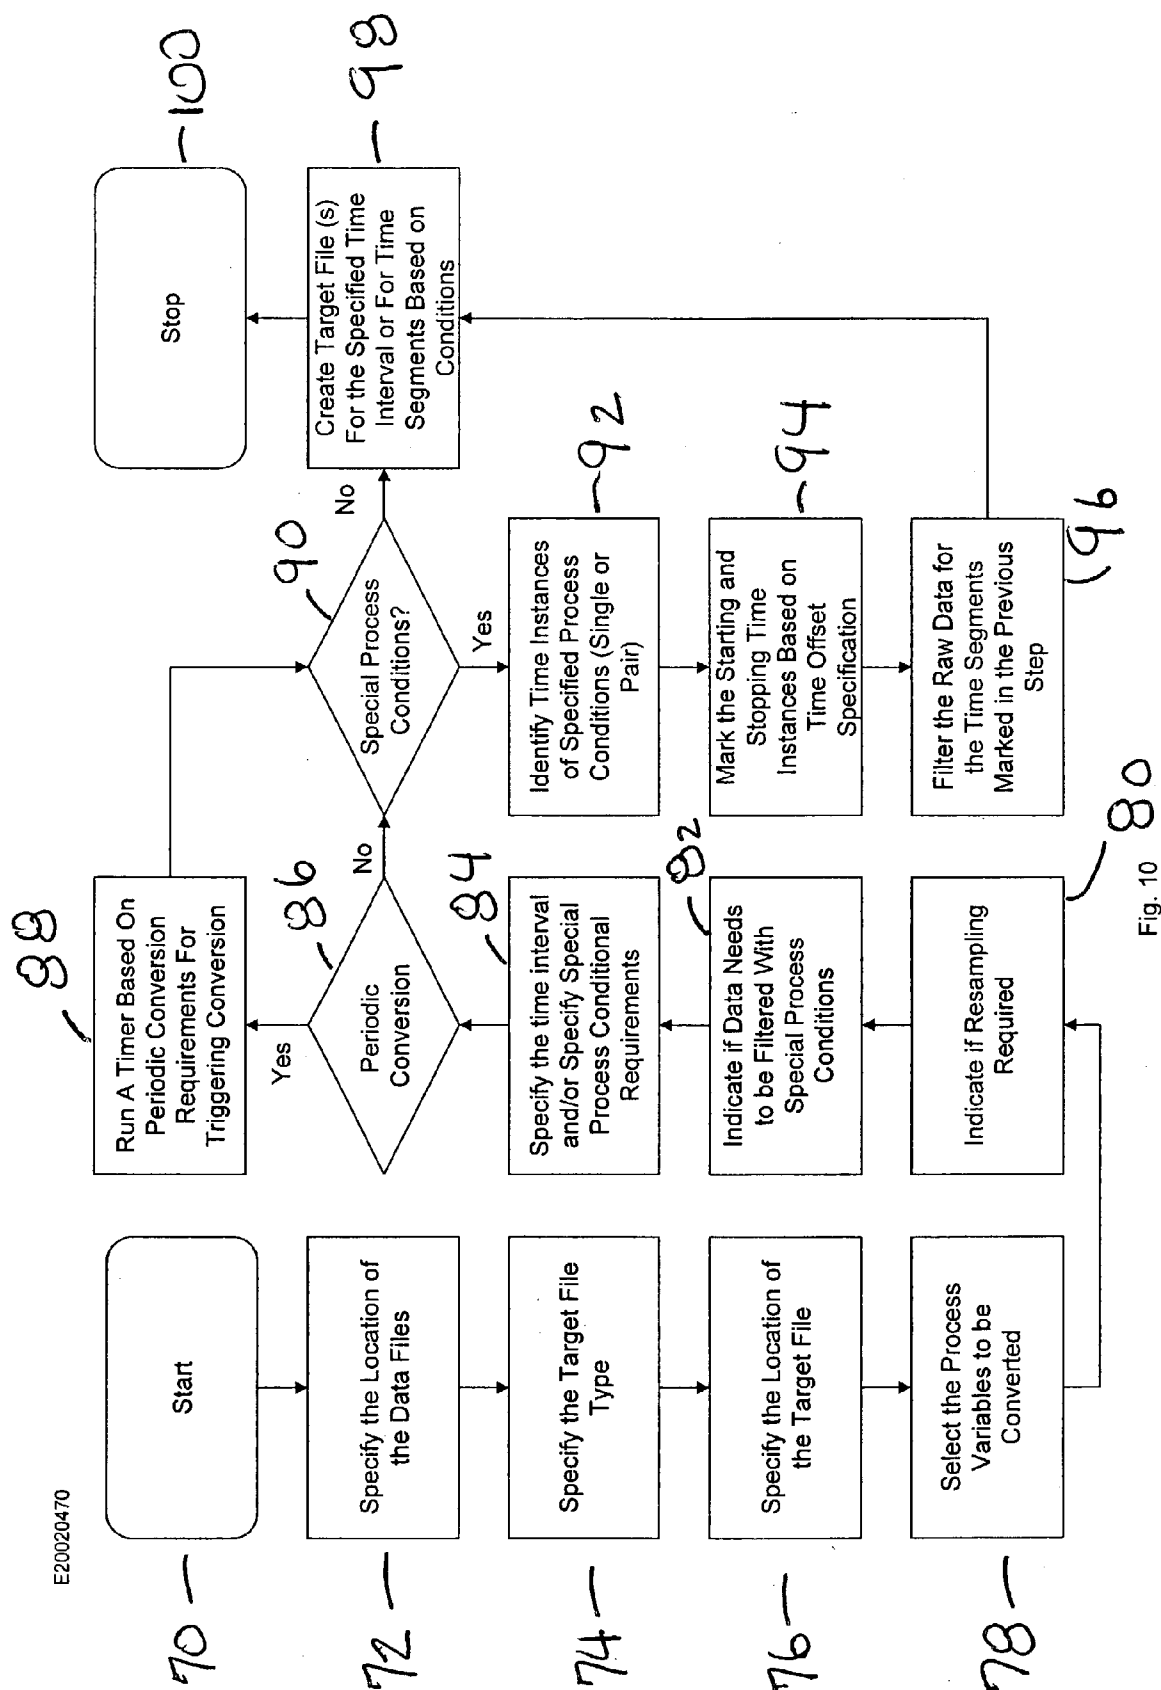 E20020470
70
Start
72
Specify the Location of
the Data Files
74
Specify the Target File
Type
76
Specify the Location of
the Target File
78
Select the Process
Variables to be
Converted
80
Indicate if Resampling
Required
82
Indicate if Data Needs
to be Filtered With
Special Process
Conditions
84
Specify the time interval
and/or Specify Special
Process Conditional
Requirements
86
Periodic
Conversion
Yes
No
88
Run A Timer Based On
Periodic Conversion
Requirements For
Triggering Conversion
90
Special Process
Conditions?
Yes
No
92
Identify Time Instances
of Specified Process
Conditions (Single or
Pair)
94
Mark the Starting and
Stopping Time
Instances Based on
Time Offset
Specification
96
Filter the Raw Data for
the Time Segments
Marked in the Previous
Step
98
Create Target File (s)
For the Specified Time
Interval or For Time
Segments Based on
Conditions
100
Stop
Fig. 10